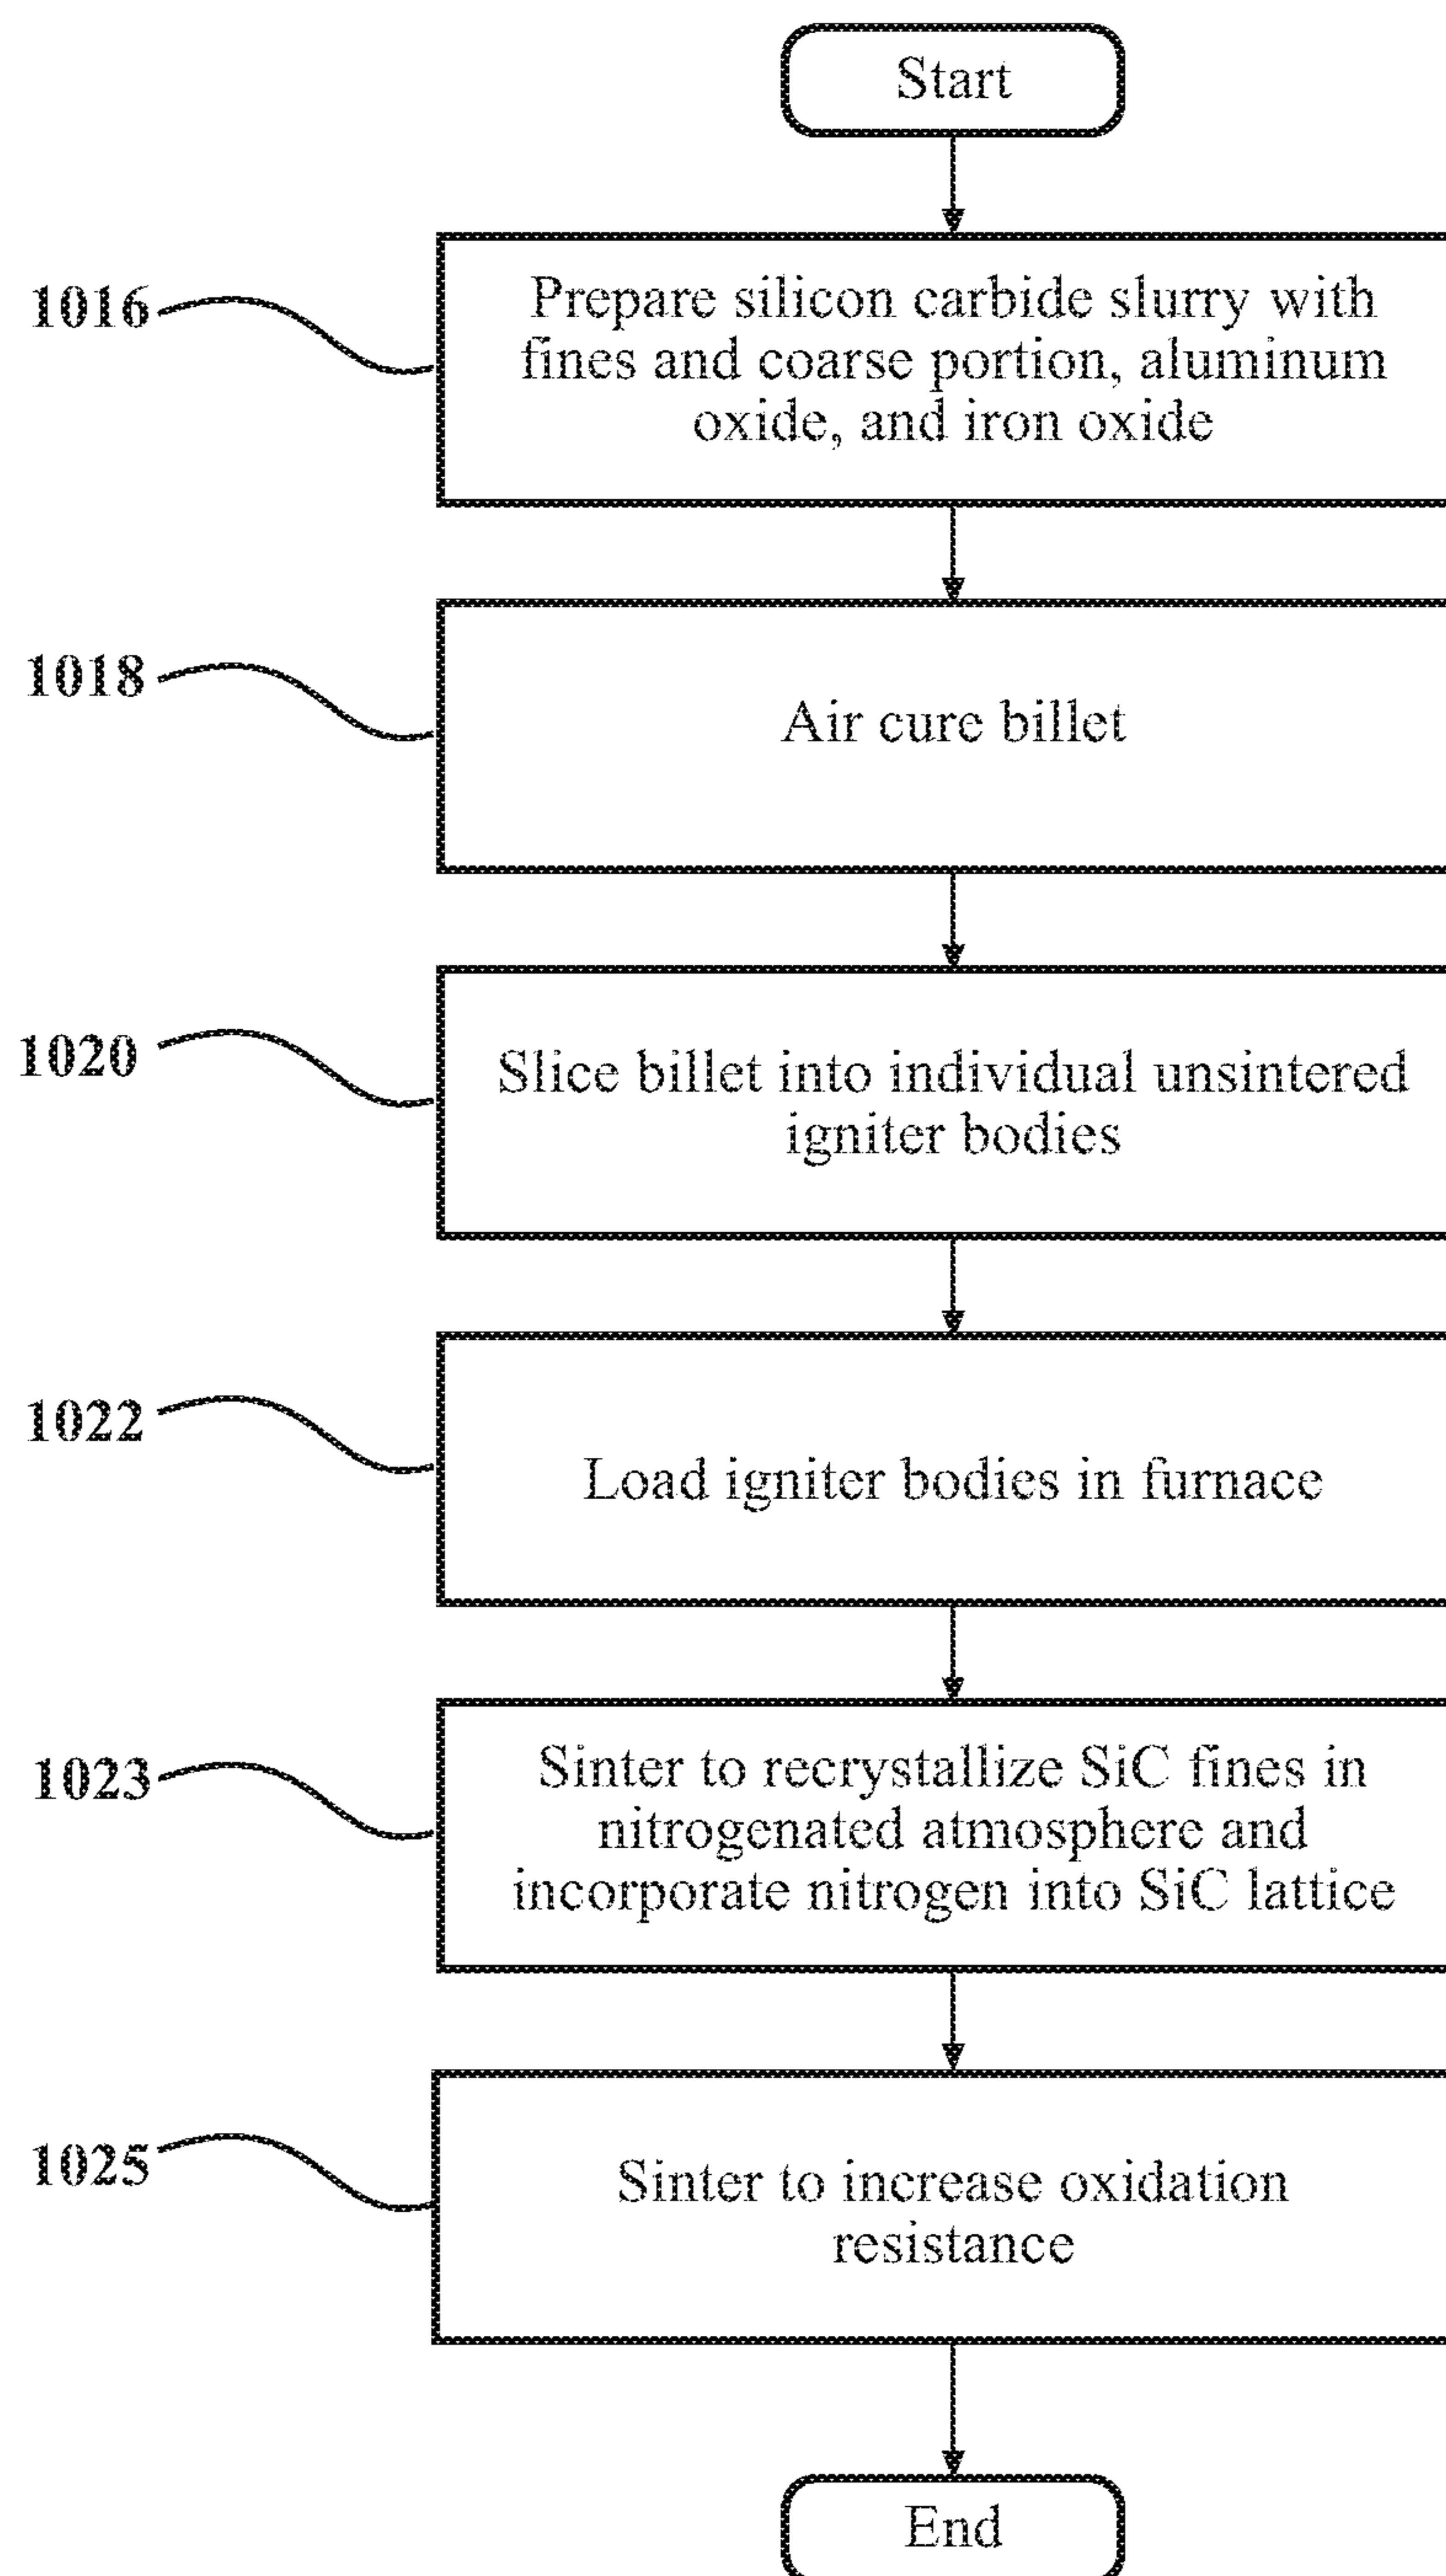 Start
1016
Prepare silicon carbide slurry with
fines and coarse portion, aluminum
oxide, and iron oxide
1018
Air cure billet
1020
Slice billet into individual unsintered
igniter bodies
1022
Load igniter bodies in furnace
1023
Sinter to recrystallize SiC fines in
nitrogenated atmosphere and
incorporate nitrogen into SiC lattice
1025
Sinter to increase oxidation
resistance
End